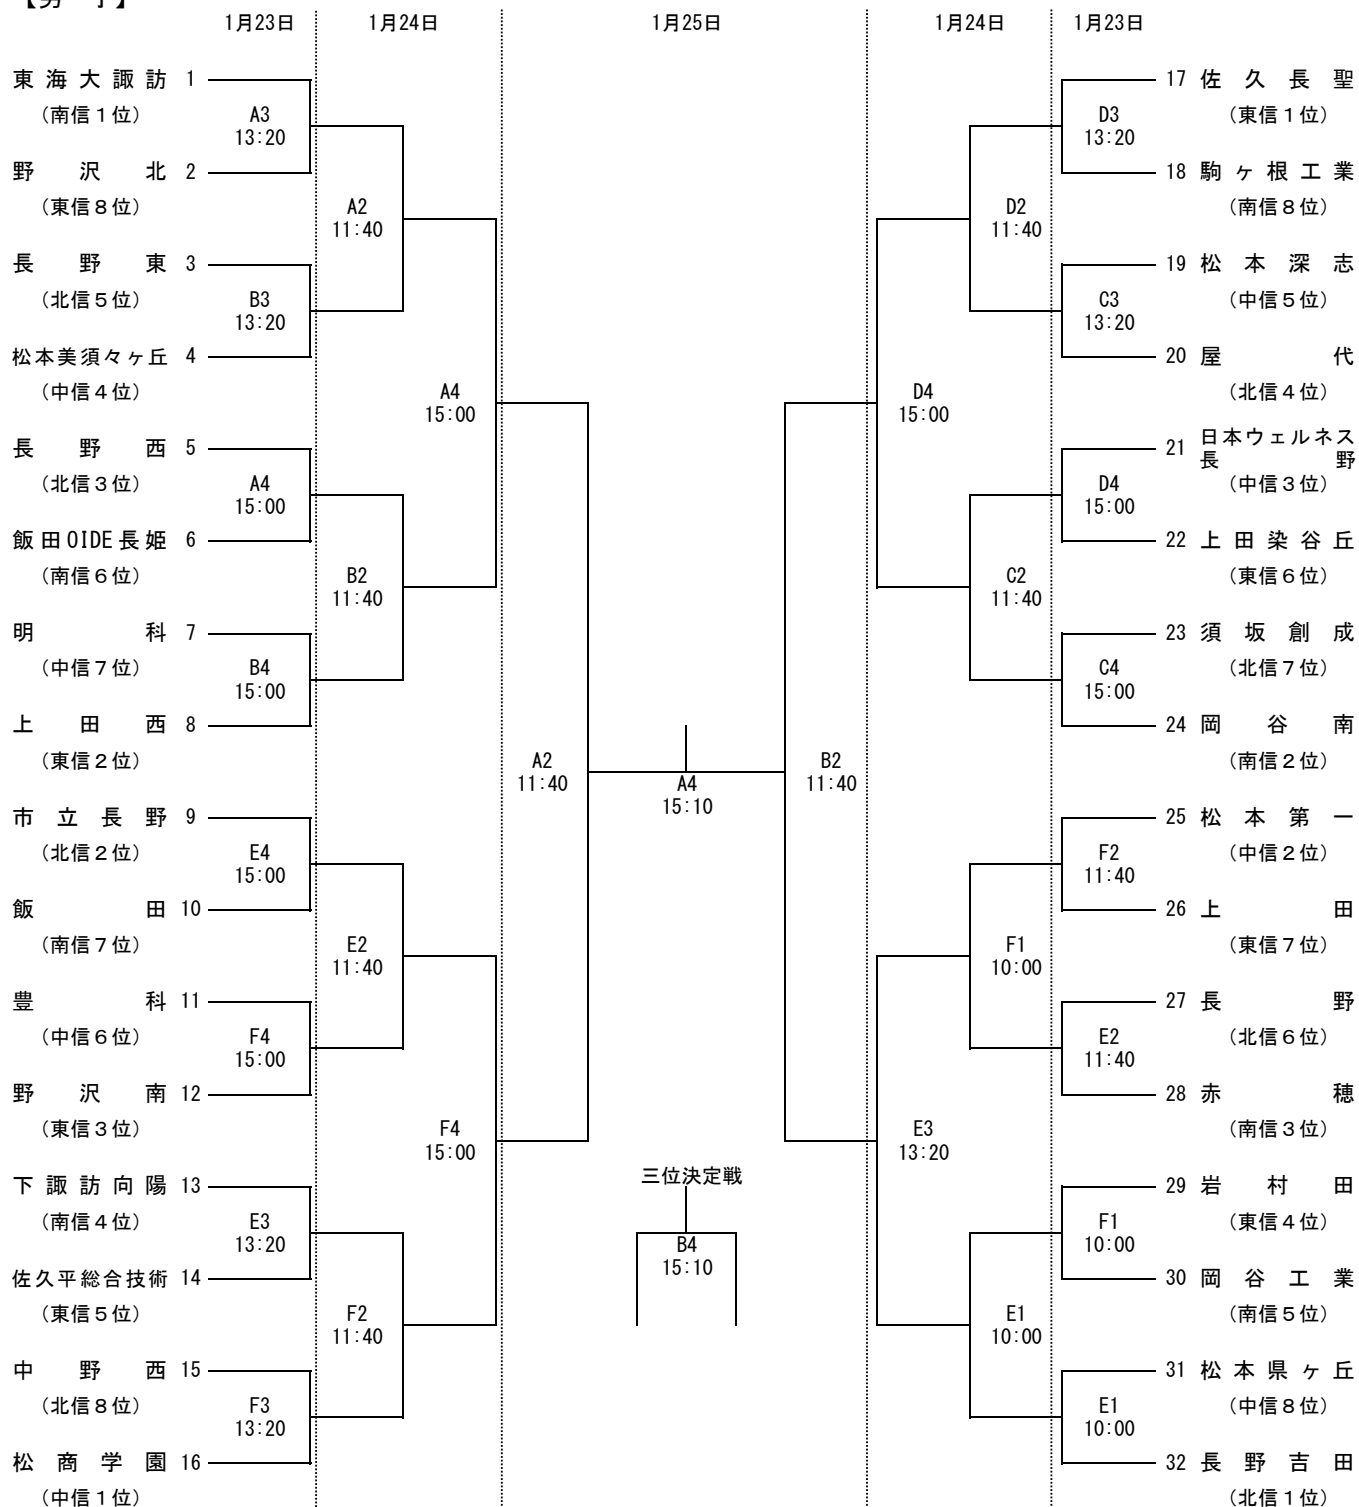 【男 子】
1月23日 1月24日 1月25日 1月24日 1月23日
東海大諏訪 1
（南信１位）
A3
13:20
野沢北 2
（東信８位）
A2
11:40
長野東 3
（北信５位）
B3
13:20
松本美須々ヶ丘 4
（中信４位）
A4
15:00
長野西 5
（北信３位）
A4
15:00
飯田OIDE長姫 6
（南信６位）
B2
11:40
明科 7
（中信７位）
B4
15:00
上田西 8
（東信２位）
A2
11:40
市立長野 9
（北信２位）
E4
15:00
飯田 10
（南信７位）
E2
11:40
豊科 11
（中信６位）
F4
15:00
野沢南 12
（東信３位）
F4
15:00
下諏訪向陽 13
（南信４位）
E3
13:20
佐久平総合技術 14
（東信５位）
F2
11:40
中野西 15
（北信８位）
F3
13:20
松商学園 16
（中信１位）
A4
15:10
三位決定戦
B4
15:10
17 佐久長聖
（東信１位）
D3
13:20
18 駒ヶ根工業
（南信８位）
D2
11:40
19 松本深志
（中信５位）
C3
13:20
20 屋代
（北信４位）
D4
15:00
21 日本ウェルネス
長野
（中信３位）
D4
15:00
22 上田染谷丘
（東信６位）
C2
11:40
23 須坂創成
（北信７位）
C4
15:00
24 岡谷南
（南信２位）
B2
11:40
25 松本第一
（中信２位）
F2
11:40
26 上田
（東信７位）
F1
10:00
27 長野
（北信６位）
E2
11:40
28 赤穂
（南信３位）
E3
13:20
29 岩村田
（東信４位）
F1
10:00
30 岡谷工業
（南信５位）
E1
10:00
31 松本県ヶ丘
（中信８位）
E1
10:00
32 長野吉田
（北信１位）